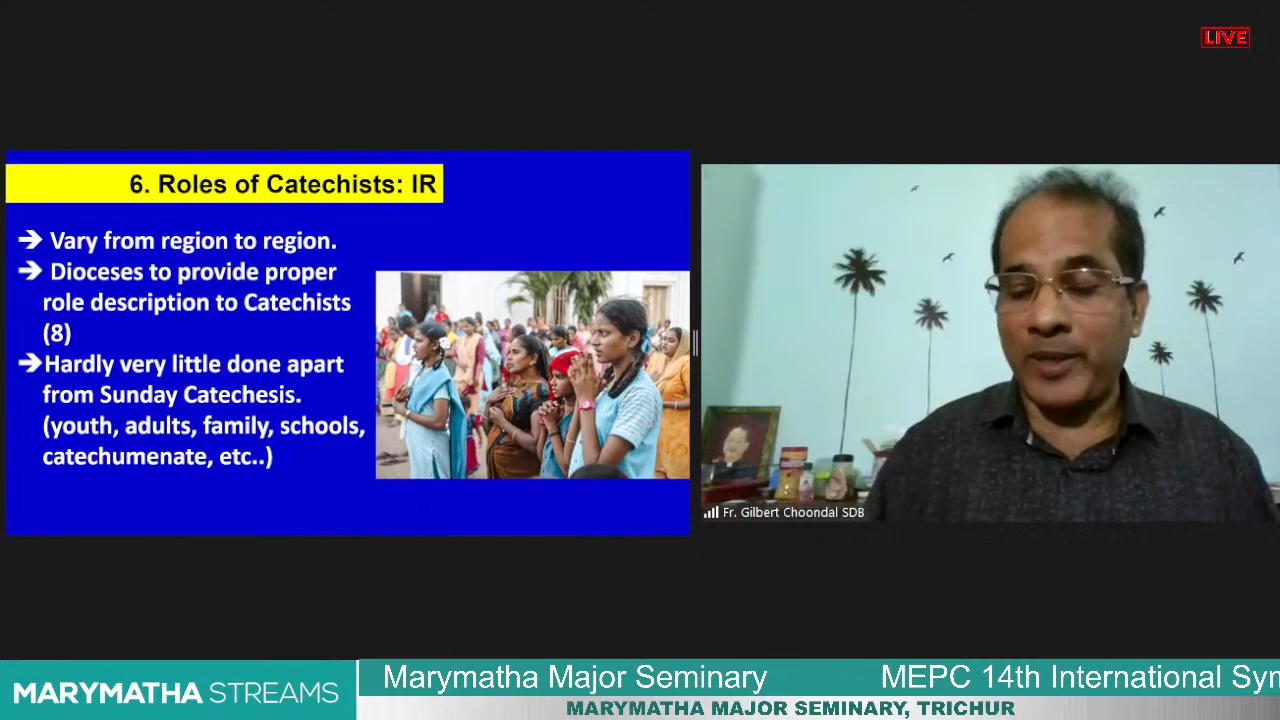 LIVE
6. Roles of Catechists: IR
➔ Vary from region to region.
➔ Dioceses to provide proper
role description to Catechists
(8)
➔Hardly very little done apart
from Sunday Catechesis.
(youth, adults, family, schools,
catechumenate, etc..)
Fr. Gilbert Choondal SDB
MARYMATHA STREAMS
Marymatha Major Seminary MEPC 14th International Sym
MARYMATHA MAJOR SEMINARY, TRICHUR